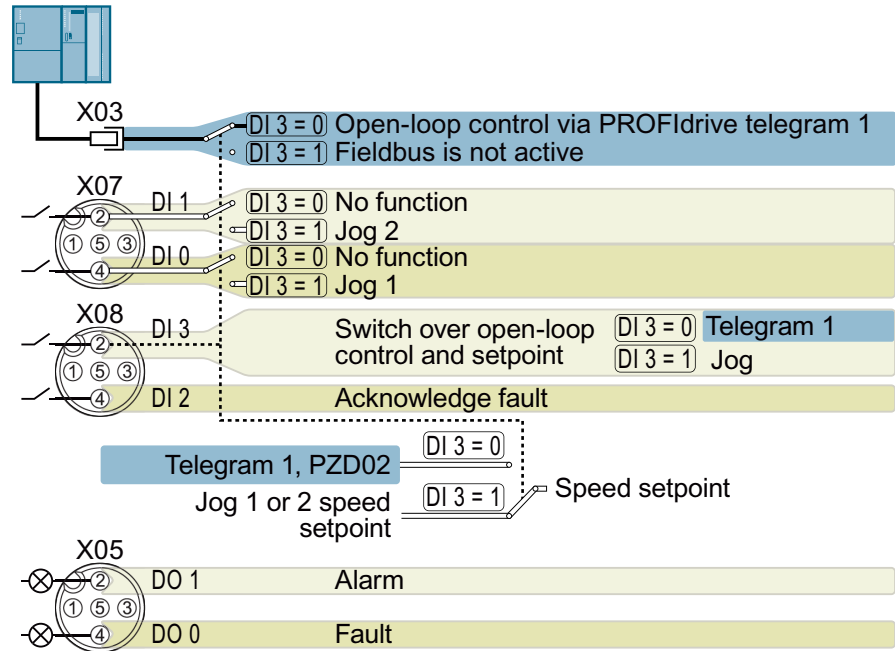 X03
DI 3 = 0 Open-loop control via PROFIdrive telegram 1
DI 3 = 1 Fieldbus is not active
X07
DI 1 DI 3 = 0 No function
2
DI 3 = 1 Jog 2
1 5 3
DI 0 DI 3 = 0 No function
4
DI 3 = 1 Jog 1
X08
DI 3 Switch over open-loop DI 3 = 0 Telegram 1
2
control and setpoint DI 3 = 1 Jog
1 5 3
4 DI 2 Acknowledge fault
Telegram 1, PZD02 DI 3 = 0
Jog 1 or 2 speed DI 3 = 1 Speed setpoint
setpoint
X05
2 DO 1 Alarm
1 5 3
4 DO 0 Fault